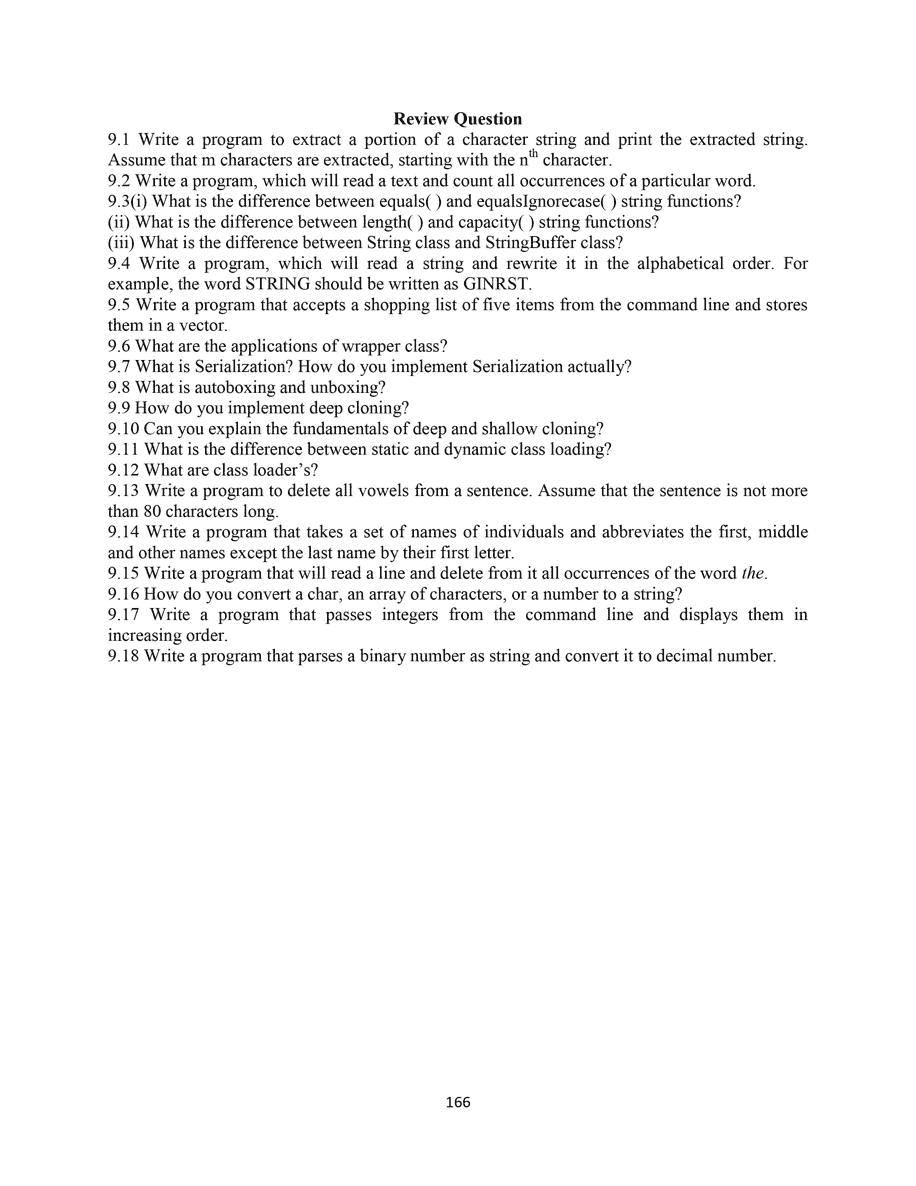 Review Question
9.1 Write a program to extract a portion of a character string and print the extracted string.
Assume that m characters are extracted, starting with the nth character.
9.2 Write a program, which will read a text and count all occurrences of a particular word.
9.3(i) What is the difference between equals( ) and equalsIgnorecase( ) string functions?
(ii) What is the difference between length( ) and capacity( ) string functions?
(iii) What is the difference between String class and StringBuffer class?
9.4 Write a program, which will read a string and rewrite it in the alphabetical order. For
example, the word STRING should be written as GINRST.
9.5 Write a program that accepts a shopping list of five items from the command line and stores
them in a vector.
9.6 What are the applications of wrapper class?
9.7 What is Serialization? How do you implement Serialization actually?
9.8 What is autoboxing and unboxing?
9.9 How do you implement deep cloning?
9.10 Can you explain the fundamentals of deep and shallow cloning?
9.11 What is the difference between static and dynamic class loading?
9.12 What are class loader’s?
9.13 Write a program to delete all vowels from a sentence. Assume that the sentence is not more
than 80 characters long.
9.14 Write a program that takes a set of names of individuals and abbreviates the first, middle
and other names except the last name by their first letter.
9.15 Write a program that will read a line and delete from it all occurrences of the word the.
9.16 How do you convert a char, an array of characters, or a number to a string?
9.17 Write a program that passes integers from the command line and displays them in
increasing order.
9.18 Write a program that parses a binary number as string and convert it to decimal number.
166